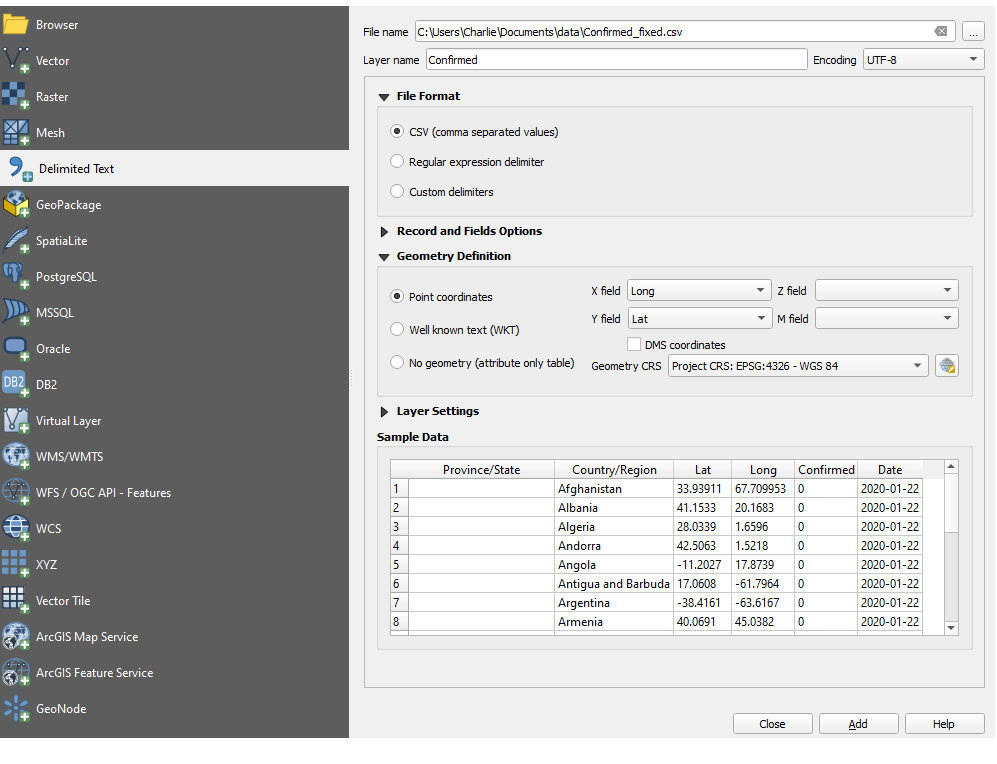 Browser
Vector
Raster
Mesh
Delimited Text
GeoPackage
SpatiaLite
PostgreSQL
MSSQL
Oracle
DB2
DB2
Virtual Layer
WMS/WMTS
WFS / OGC API - Features
WCS
XYZ
Vector Tile
ArcGIS Map Service
ArcGIS Feature Service
GeoNode
File name C:\Users\Charlie\Documents\data\Confirmed_fixed.csv ...
Layer name Confirmed Encoding UTF-8
File Format
CSV (comma separated values)
Regular expression delimiter
Custom delimiters
Record and Fields Options
Geometry Definition
Point coordinates
Well known text (WKT)
No geometry (attribute only table)
X field Long Z field
Y field Lat M field
DMS coordinates
Geometry CRS Project CRS: EPSG:4326 - WGS 84
Layer Settings
Sample Data
Province/State Country/Region Lat Long Confirmed Date
1 Afghanistan 33.93911 67.709953 0 2020-01-22
2 Albania 41.1533 20.1683 0 2020-01-22
3 Algeria 28.0339 1.6596 0 2020-01-22
4 Andorra 42.5063 1.5218 0 2020-01-22
5 Angola -11.2027 17.8739 0 2020-01-22
6 Antigua and Barbuda 17.0608 -61.7964 0 2020-01-22
7 Argentina -38.4161 -63.6167 0 2020-01-22
8 Armenia 40.0691 45.0382 0 2020-01-22
Close Add Help